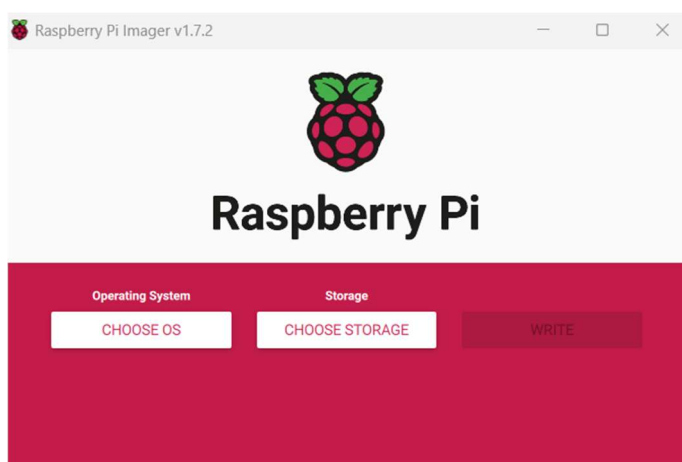 Raspberry Pi Imager v1.7.2
Raspberry Pi
Operating System
Storage
CHOOSE OS
CHOOSE STORAGE
WRITE